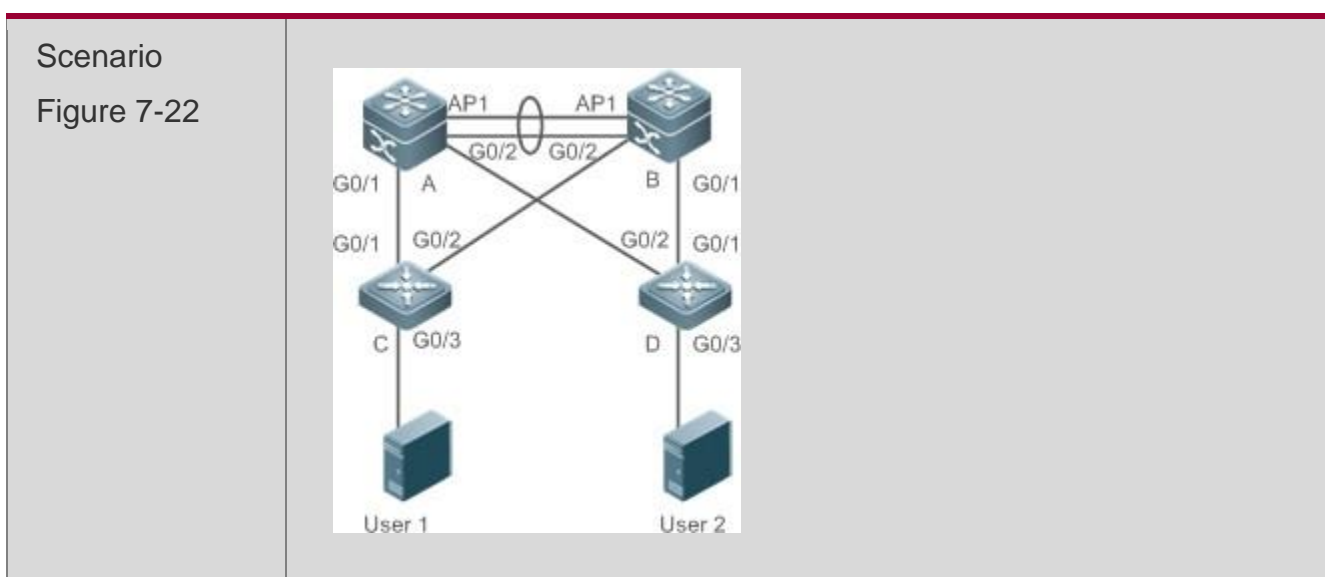 Scenario
Figure 7-22
AP1 AP1
G0/2 G0/2
G0/1 A B G0/1
G0/1 G0/2 G0/2 G0/1
C G0/3 D G0/3
User 1 User 2